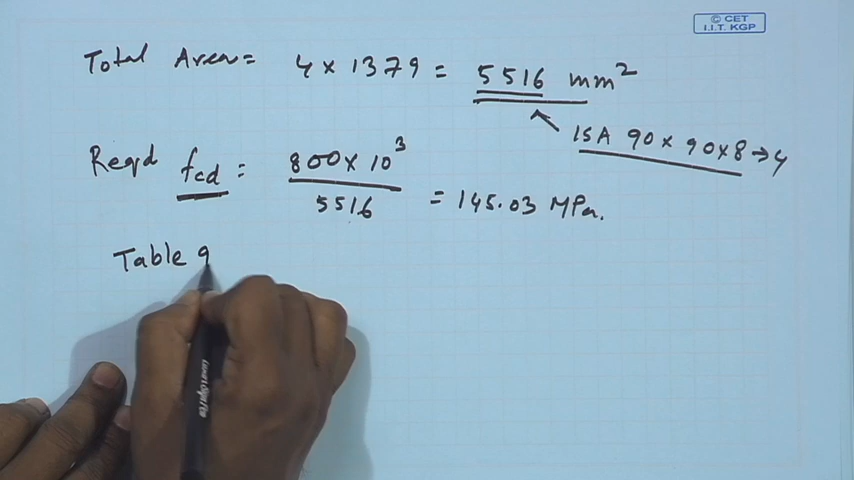 © CET
I.I.T. KGP
Total Area = 4 x 1379 = 5516 mm²
ISA 90 x 90 x 8 → 4
Reqd fcd = 800 x 10³ / 5516 = 145.03 MPa.
Table 9